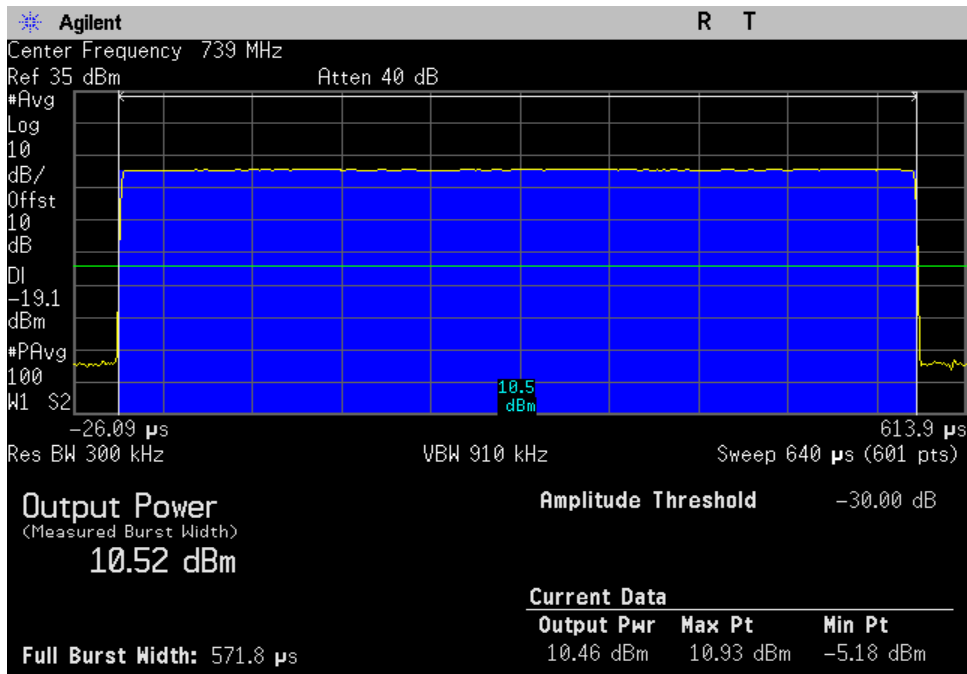 Agilent R T
Center Frequency 739 MHz
Ref 35 dBm Atten 40 dB
#Avg
Log
10
dB/
Offst
10
dB
DI
-19.1
dBm
#PAvg
100
W1 S2
10.5
dBm
-26.09 µs 613.9 µs
Res BW 300 kHz VBW 910 kHz Sweep 640 µs (601 pts)
Output Power
(Measured Burst Width)
10.52 dBm
Amplitude Threshold -30.00 dB
Current Data
Output Pwr Max Pt Min Pt
10.46 dBm 10.93 dBm -5.18 dBm
Full Burst Width: 571.8 µs